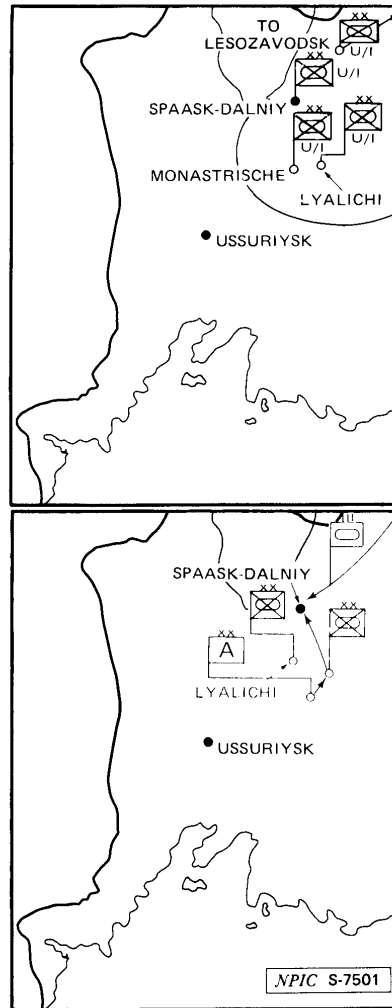 TO
LESOZAVODSK
XX
U/I
XX
U/I
SPAASK-DALNIY
XX
U/I
XX
U/I
MONASTRISCHE
LYALICHI
USSURIYSK
SPAASK-DALNIY
XX
XX
XX
A
LYALICHI
USSURIYSK
NPIC S-7501